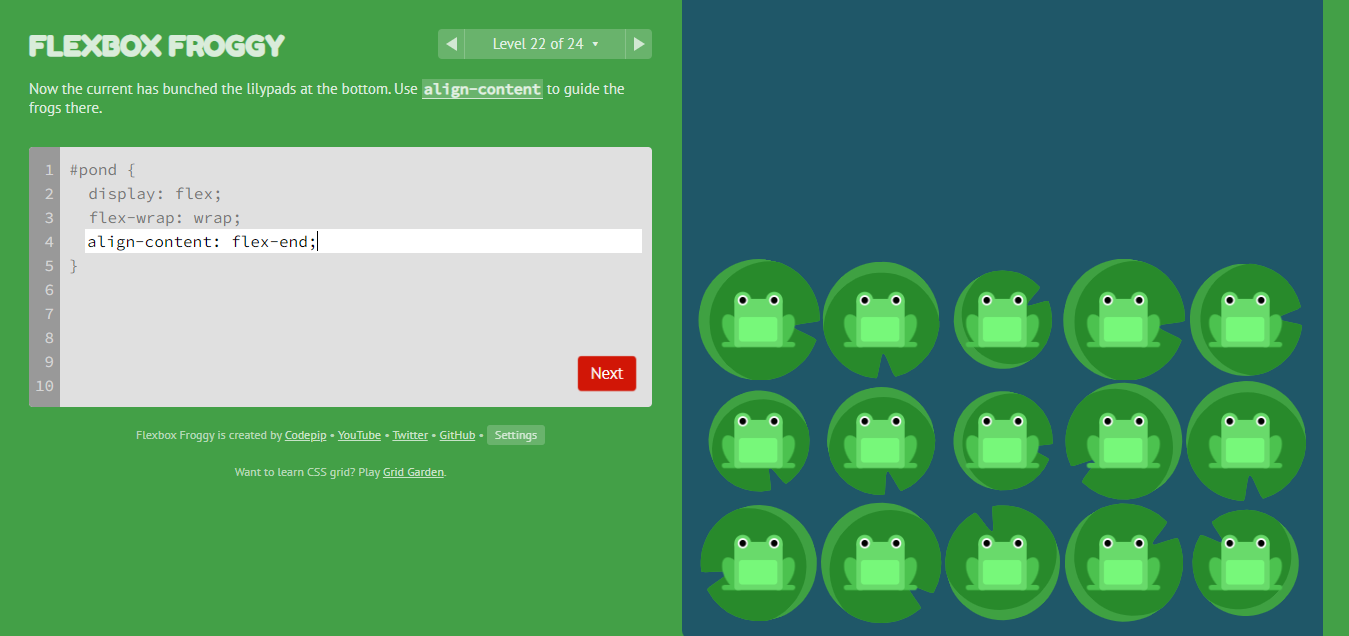 FLEXBOX FROGGY
◀ Level 22 of 24 ▼ ▶
Now the current has bunched the lilypads at the bottom. Use align-content to guide the
frogs there.
1 #pond {
2   display: flex;
3   flex-wrap: wrap;
4   align-content: flex-end;
5 }
6
7
8
9
10
Next
Flexbox Froggy is created by Codepip • YouTube • Twitter • GitHub • Settings
Want to learn CSS grid? Play Grid Garden.